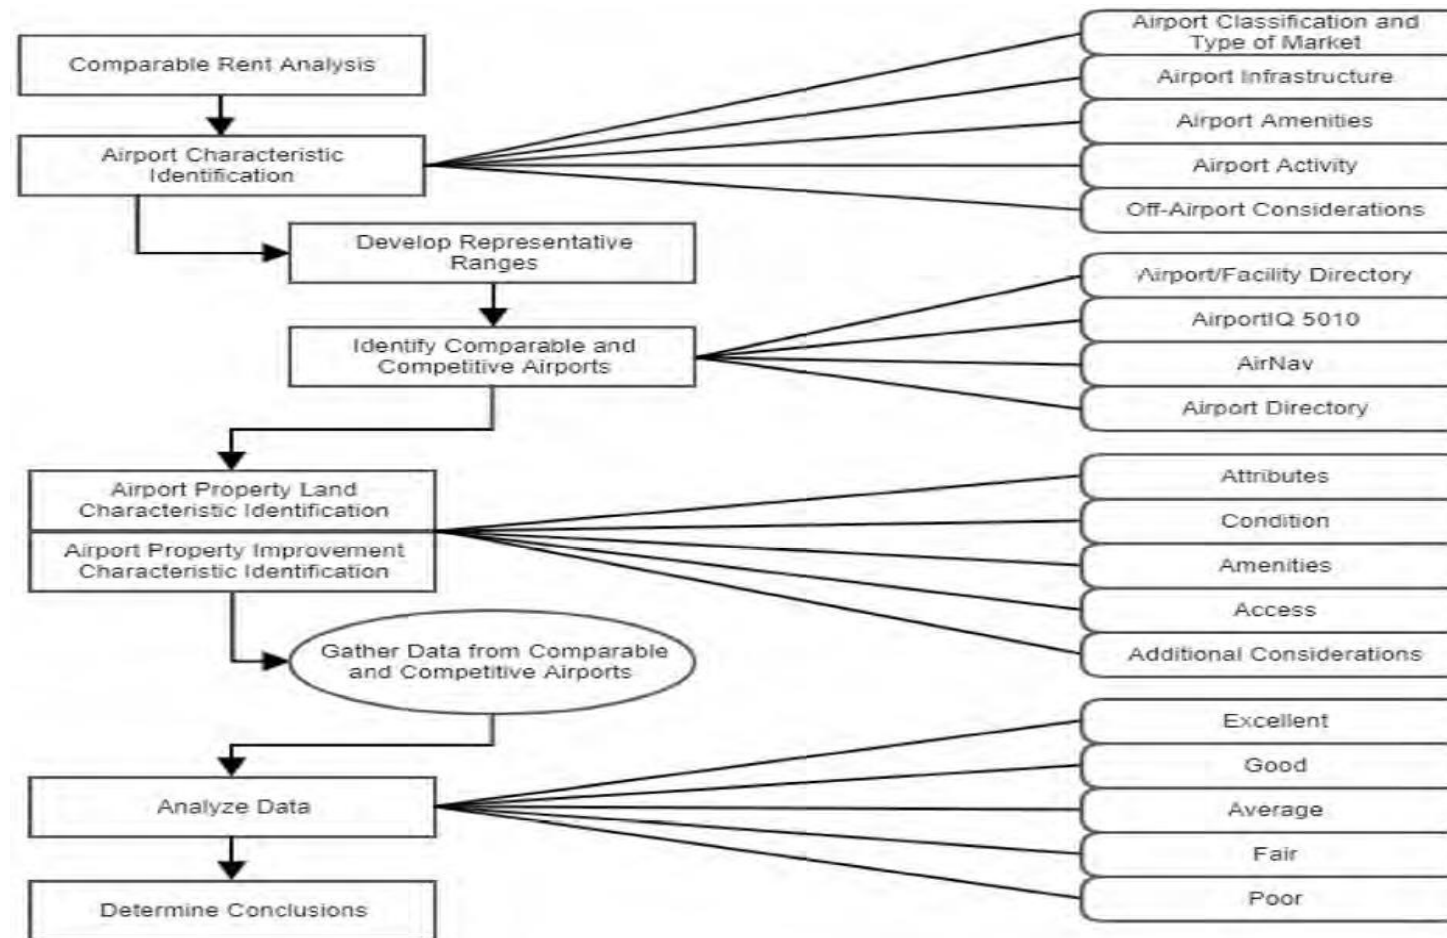 Comparable Rent Analysis
Airport Characteristic
Identification
Develop Representative
Ranges
Identify Comparable and
Competitive Airports
Airport Property Land
Characteristic Identification
Airport Property Improvement
Characteristic Identification
Gather Data from Comparable
and Competitive Airports
Analyze Data
Determine Conclusions
Airport Classification and
Type of Market
Airport Infrastructure
Airport Amenities
Airport Activity
Off-Airport Considerations
Airport/Facility Directory
AirportIQ 5010
AirNav
Airport Directory
Attributes
Condition
Amenities
Access
Additional Considerations
Excellent
Good
Average
Fair
Poor